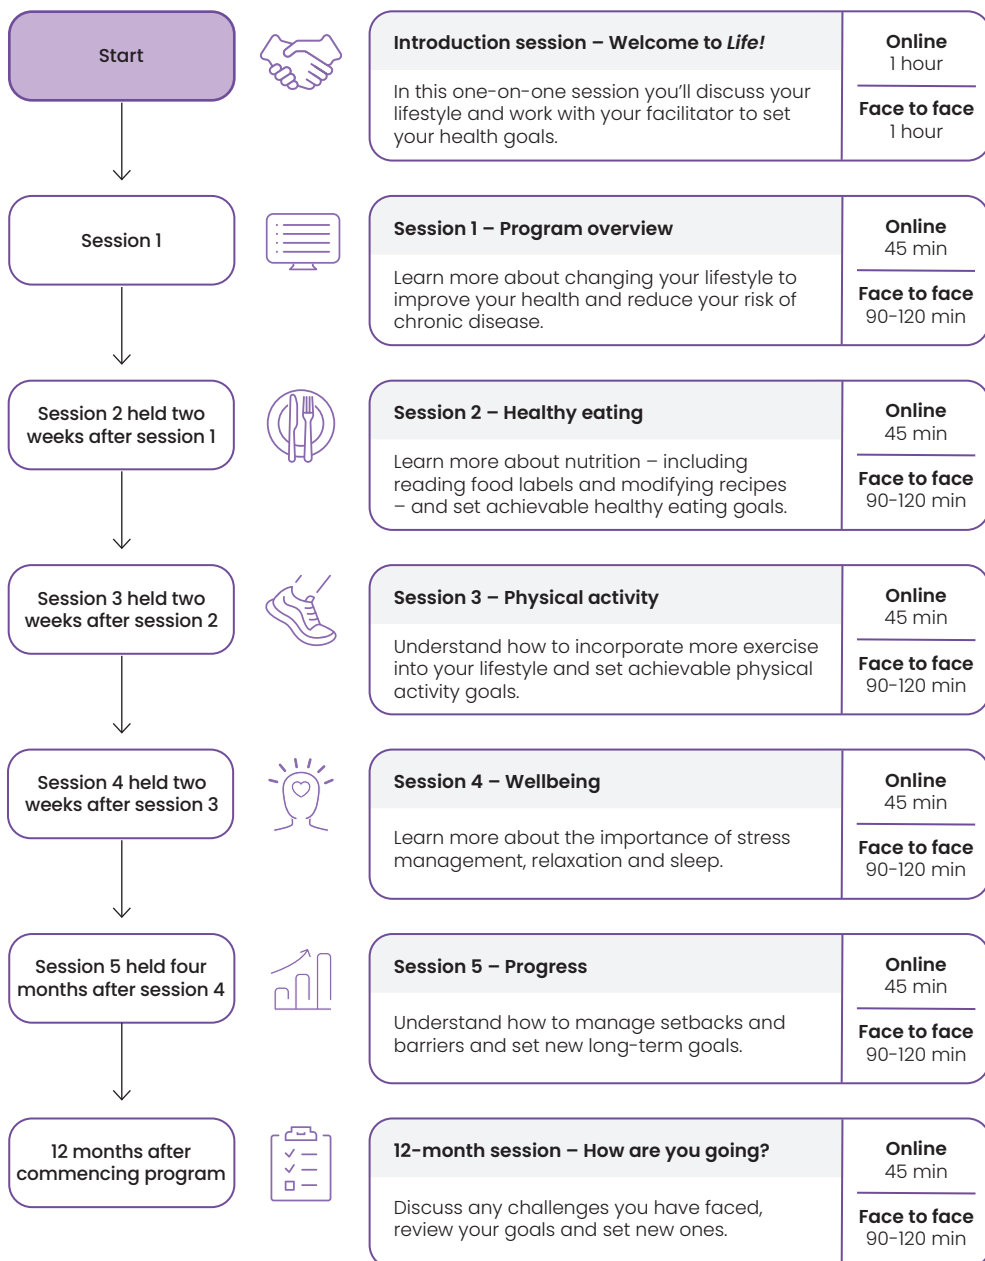 Start
Introduction session – Welcome to Life!
In this one-on-one session you’ll discuss your
lifestyle and work with your facilitator to set
your health goals.
Online
1 hour
Face to face
1 hour
Session 1
Session 1 – Program overview
Learn more about changing your lifestyle to
improve your health and reduce your risk of
chronic disease.
Online
45 min
Face to face
90-120 min
Session 2 held two
weeks after session 1
Session 2 – Healthy eating
Learn more about nutrition – including
reading food labels and modifying recipes
– and set achievable healthy eating goals.
Online
45 min
Face to face
90-120 min
Session 3 held two
weeks after session 2
Session 3 – Physical activity
Understand how to incorporate more exercise
into your lifestyle and set achievable physical
activity goals.
Online
45 min
Face to face
90-120 min
Session 4 held two
weeks after session 3
Session 4 – Wellbeing
Learn more about the importance of stress
management, relaxation and sleep.
Online
45 min
Face to face
90-120 min
Session 5 held four
months after session 4
Session 5 – Progress
Understand how to manage setbacks and
barriers and set new long-term goals.
Online
45 min
Face to face
90-120 min
12 months after
commencing program
12-month session – How are you going?
Discuss any challenges you have faced,
review your goals and set new ones.
Online
45 min
Face to face
90-120 min